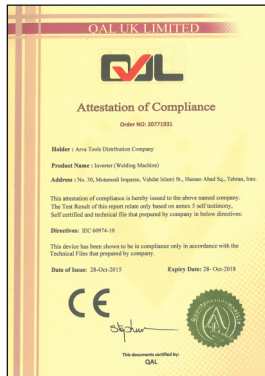 QAL UK LIMITED
QAL
Attestation of Compliance
Order NO: 20771931
Holder : Arva Tools Distribution Company
Product Name : Inverter (Welding Machine)
Address : No. 30, Motamedi Impasse, Vahdat Islami St., Hassan Abad Sq., Tehran, Iran.
This attestation of compliance is hereby issued to the above named company.
The Test Result of this report relate only based on annex 5 self testimony,
Self certified and technical file that prepared by company in below directives:
Directives: IEC 60974-10
This device has been shown to be in compliance only in accordance with the
Technical Files that prepared by company.
Date of Issue: 28-Oct-2015 Expiry Date: 28- Oct-2018
CE
This documents certified by:
QAL